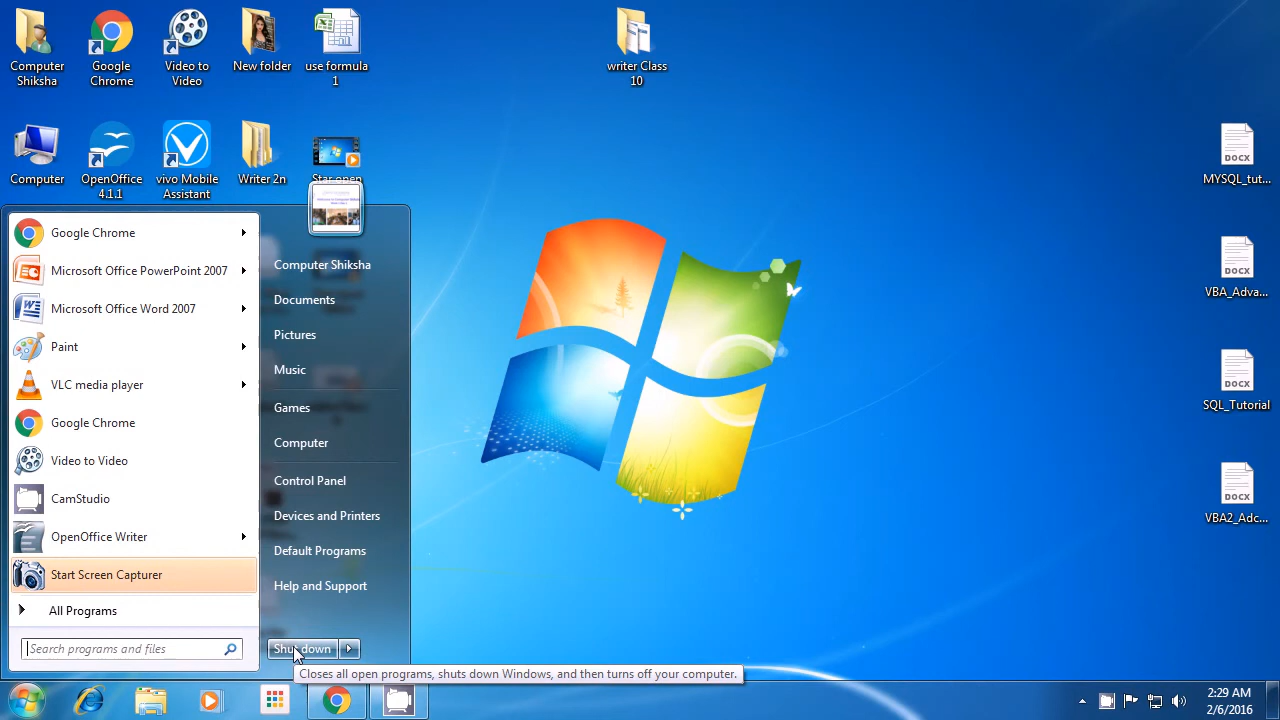 Computer
Shiksha
Google
Chrome
Video to
Video
New folder
use formula
1
writer Class
10
Computer
OpenOffice
4.1.1
vivo Mobile
Assistant
Writer 2n
DOCX
MYSQL_tut...
DOCX
VBA_Adva...
DOCX
SQL_Tutorial
DOCX
VBA2_Adc...
Google Chrome
Microsoft Office PowerPoint 2007
Microsoft Office Word 2007
Paint
VLC media player
Google Chrome
Video to Video
CamStudio
OpenOffice Writer
Start Screen Capturer
All Programs
Search programs and files
Computer Shiksha
Documents
Pictures
Music
Games
Computer
Control Panel
Devices and Printers
Default Programs
Help and Support
Shut down
Closes all open programs, shuts down Windows, and then turns off your computer.
2:29 AM
2/6/2016